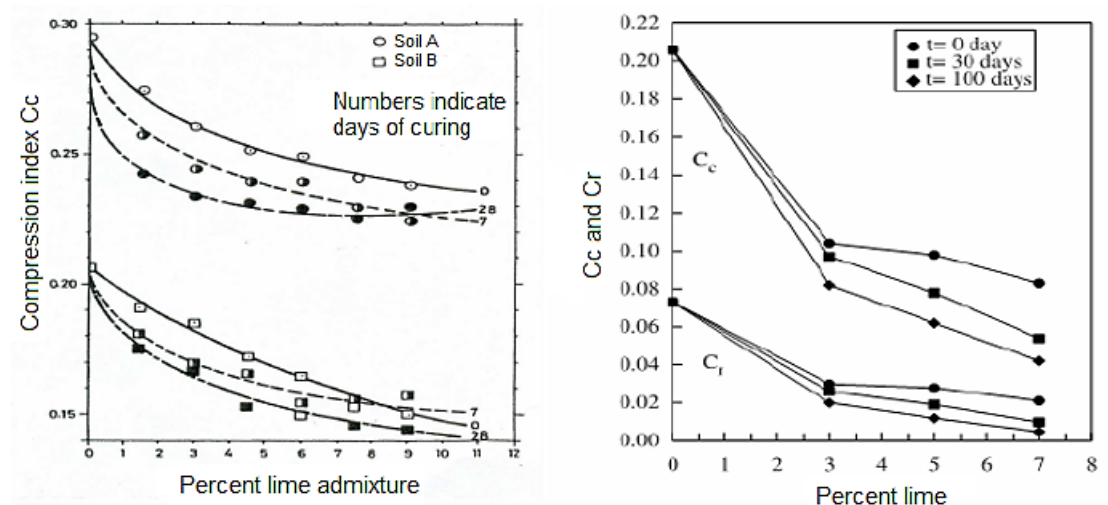 0.30
0.25
0.20
0.15
Compression index Cc
Soil A
Soil B
Numbers indicate
days of curing
0
28
7
7
0
28
0 1 2 3 4 5 6 7 8 9 10 11 12
Percent lime admixture
0.22
0.20
0.18
0.16
0.14
0.12
0.10
0.08
0.06
0.04
0.02
0.00
Cc and Cr
t= 0 day
t= 30 days
t= 100 days
Cc
Cr
0 1 2 3 4 5 6 7 8
Percent lime